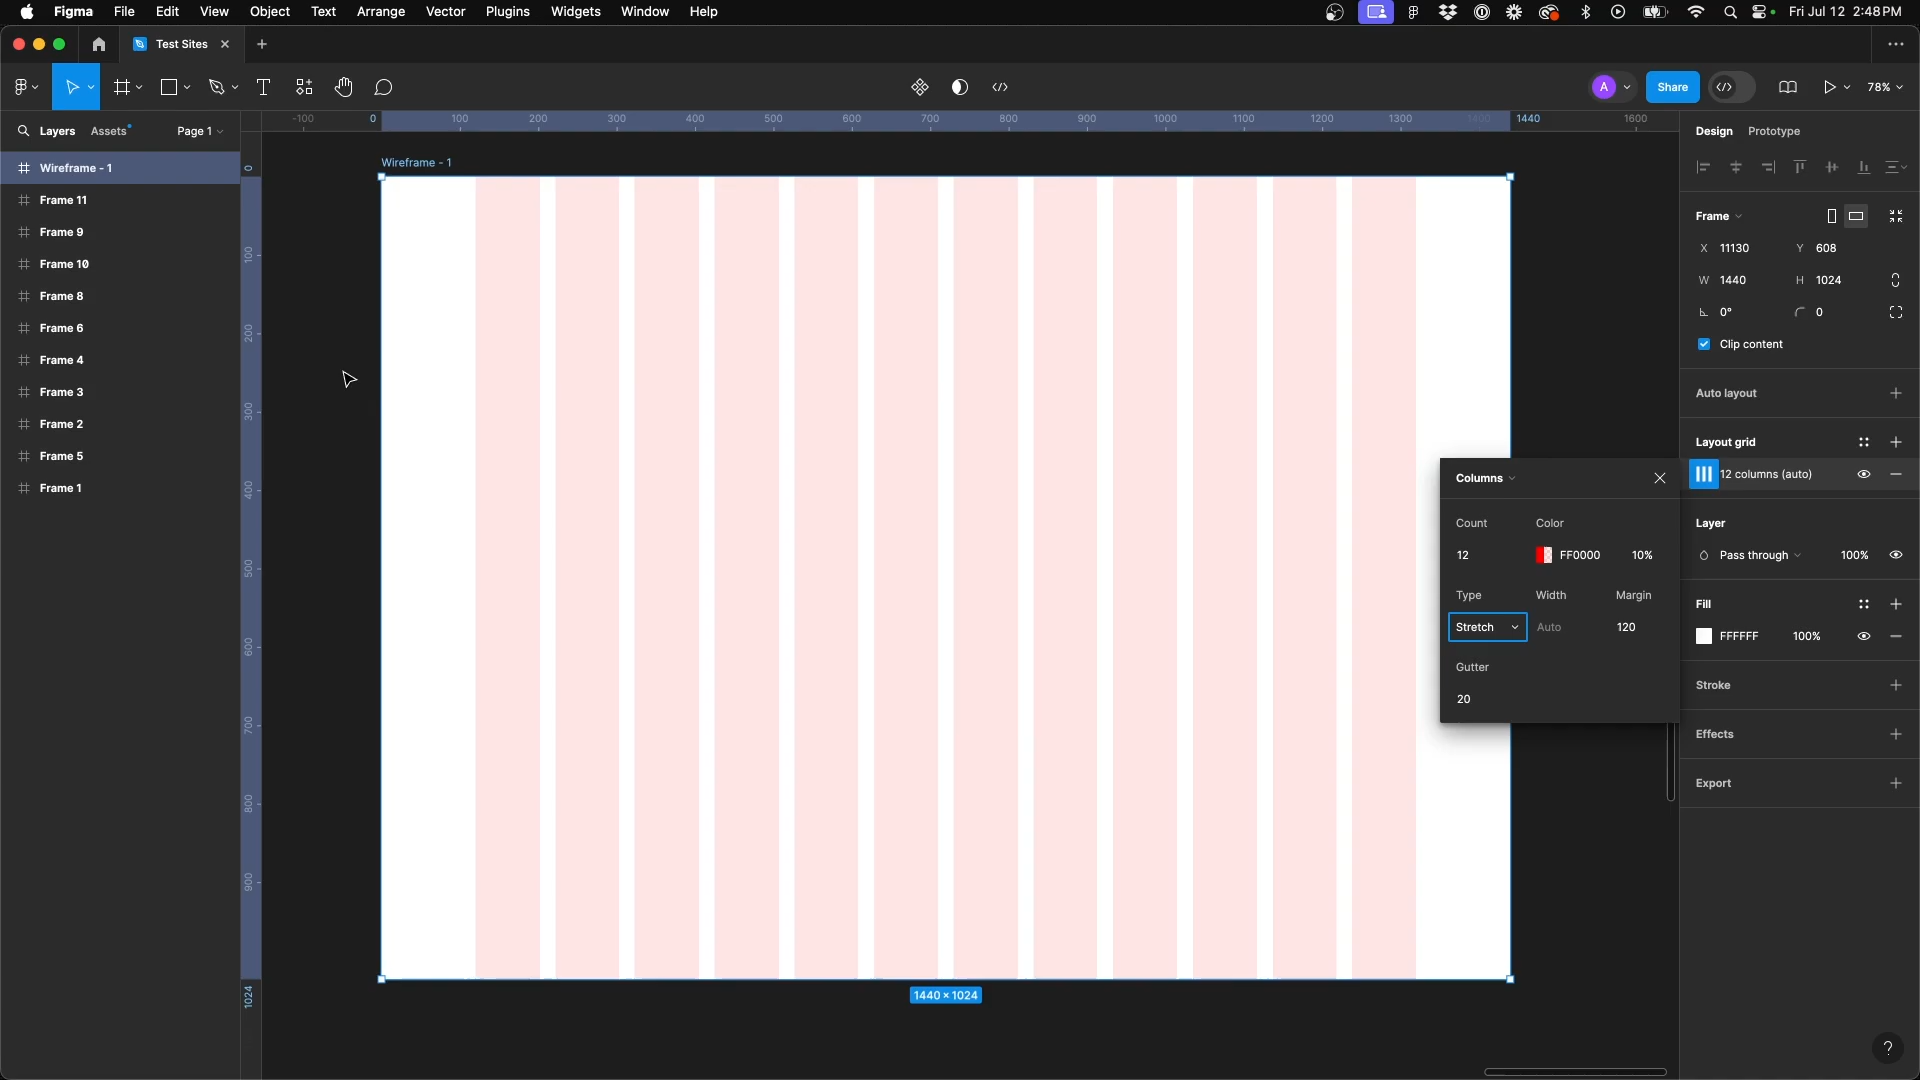 Figma File Edit View Object Text Arrange Vector Plugins Widgets Window Help
Fri Jul 12 2:48 PM
Test Sites
A
Share
78%
Layers Assets Page 1
-100 0 100 200 300 400 500 600 700 800 900 1000 1100 1200 1300 1400 1440 1600
Design Prototype
Wireframe - 1
Frame 11
Frame 9
Frame 10
Frame 8
Frame 6
Frame 4
Frame 3
Frame 2
Frame 5
Frame 1
0
100
200
300
400
500
600
700
800
900
1024
Wireframe - 1
1440 × 1024
Columns
Count Color
12 FF0000 10%
Type Width Margin
Stretch Auto 120
Gutter
20
Frame
X 11130 Y 608
W 1440 H 1024
0° 0
Clip content
Auto layout
Layout grid
12 columns (auto)
Layer
Pass through 100%
Fill
FFFFFF 100%
Stroke
Effects
Export
?